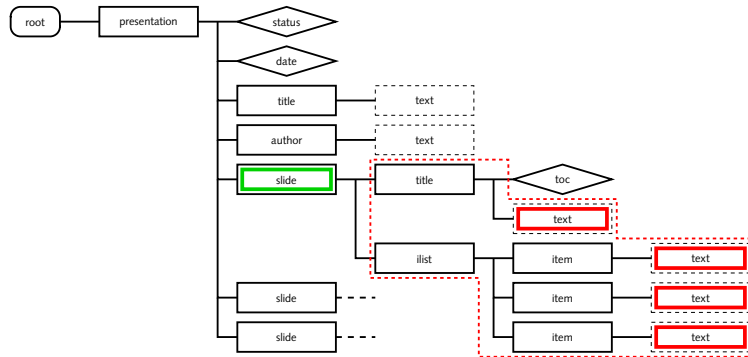 root
presentation
status
date
title
text
author
text
slide
title
toc
text
ilist
item
text
slide
item
text
slide
item
text